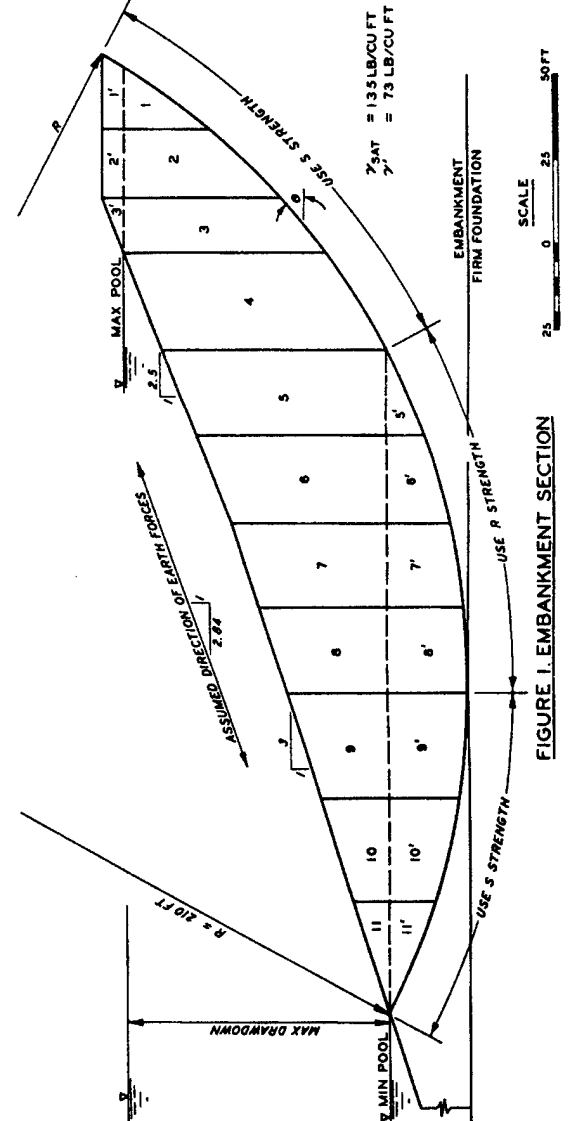 R
1'
1
2'
2
3'
3
4
5
5'
6
6'
7
7'
8
8'
9
9'
10
10'
11
11'
USE S STRENGTH
θ
γSAT = 135 LB/CU FT
γ' = 73 LB/CU FT
MAX POOL
2.5
1
ASSUMED DIRECTION OF EARTH FORCES
1
2.84
3
1
R = 210 FT
MAX DRAWDOWN
MIN POOL
USE R STRENGTH
USE S STRENGTH
EMBANKMENT
FIRM FOUNDATION
SCALE
25 0 25 50 FT
FIGURE 1. EMBANKMENT SECTION